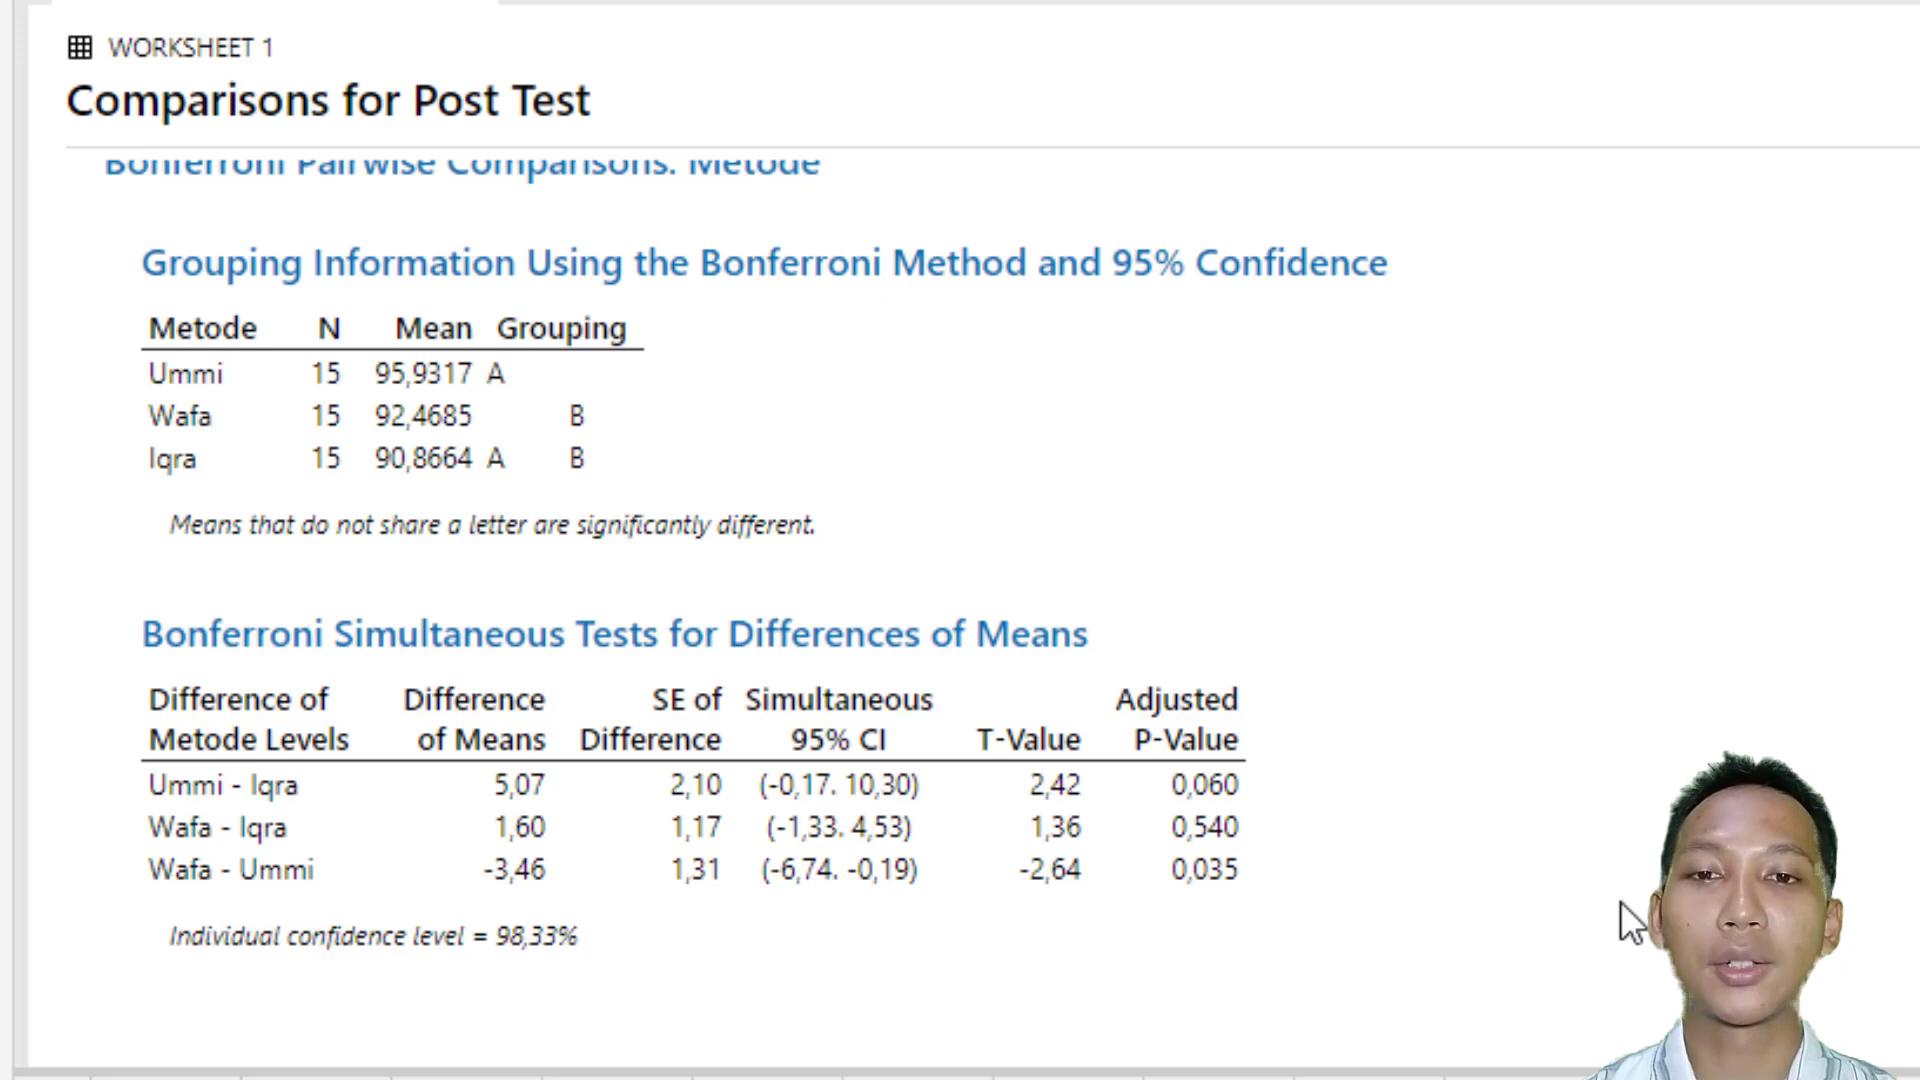 WORKSHEET 1
Comparisons for Post Test
Bonferroni Pairwise Comparisons: Metode
Grouping Information Using the Bonferroni Method and 95% Confidence
Metode N Mean Grouping
Ummi 15 95,9317 A
Wafa 15 92,4685 B
Iqra 15 90,8664 A B
Means that do not share a letter are significantly different.
Bonferroni Simultaneous Tests for Differences of Means
Difference of Difference SE of Simultaneous Adjusted
Metode Levels of Means Difference 95% CI T-Value P-Value
Ummi - Iqra 5,07 2,10 (-0,17. 10,30) 2,42 0,060
Wafa - Iqra 1,60 1,17 (-1,33. 4,53) 1,36 0,540
Wafa - Ummi -3,46 1,31 (-6,74. -0,19) -2,64 0,035
Individual confidence level = 98,33%